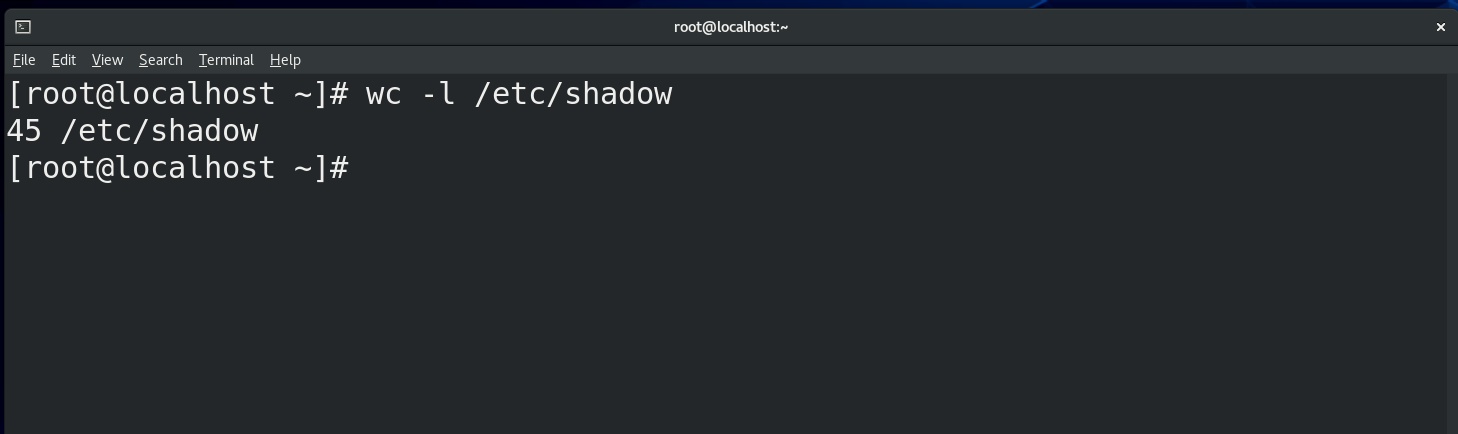 root@localhost:~
File Edit View Search Terminal Help
[root@localhost ~]# wc -l /etc/shadow
45 /etc/shadow
[root@localhost ~]#